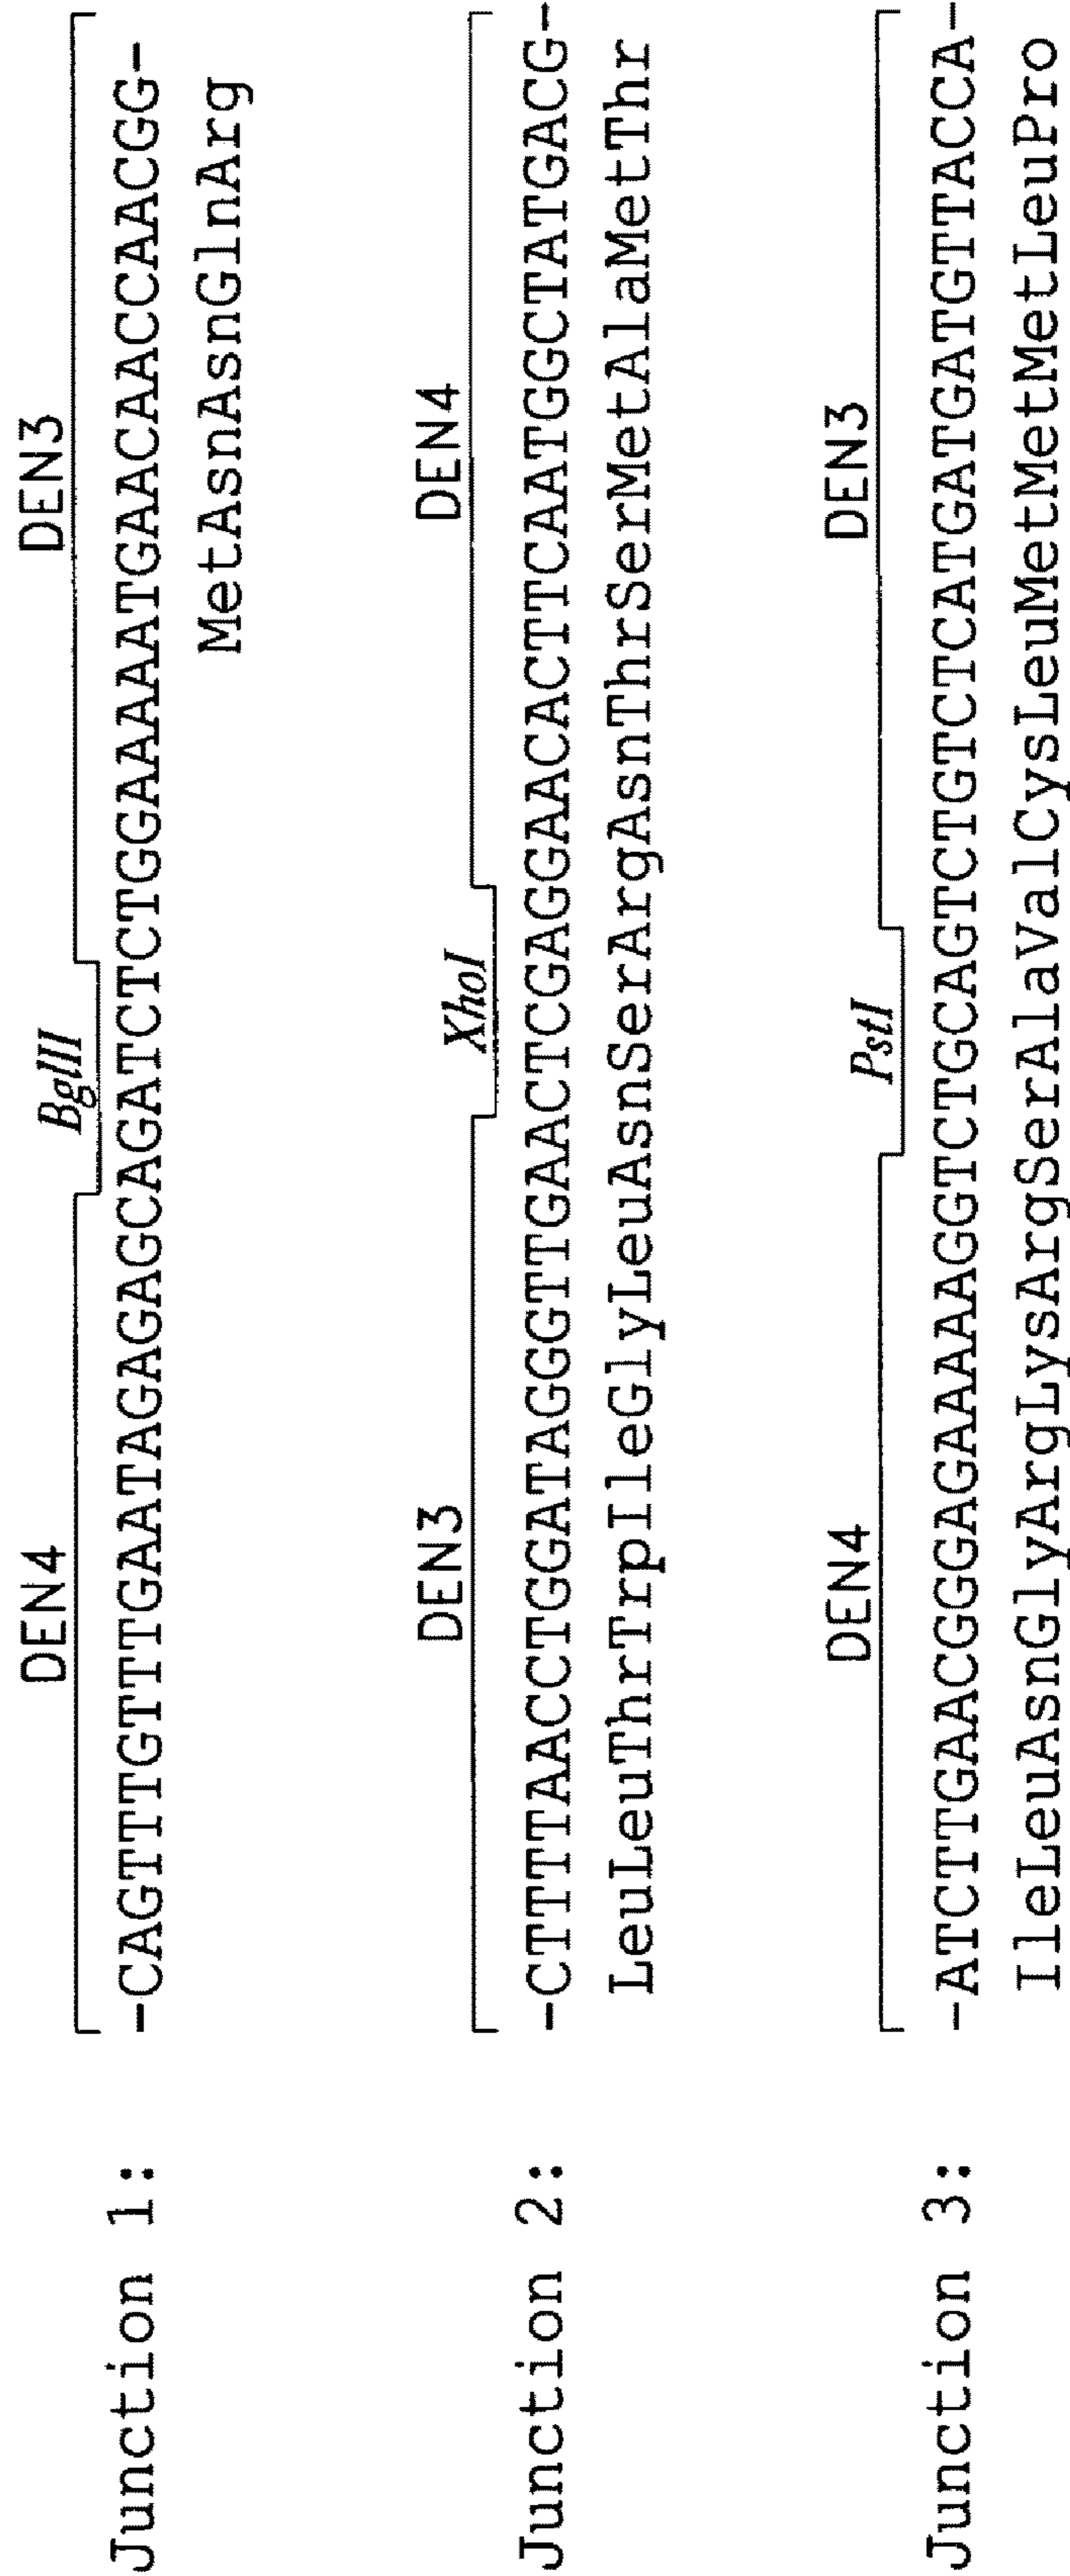 DEN4 BglII DEN3
Junction 1: -CAGTTTGTTTGAATAGAGAGCAGATCTCTGGAAAAATGAACAACCAACGG-
MetAsnAsnGlnArg
DEN3 XhoI DEN4
Junction 2: -CTTTTAACCTGGATAGGGTTGAACTCGAGGAACACTTCAATGGCTATGACG-
LeuLeuThrTrpIleGlyLeuAsnSerArgAsnThrSerMetAlaMetThr
DEN4 PstI DEN3
Junction 3: -ATCTTGAACGGGAGAAAAAGGTCTGCAGTCTGTCTCATGATGATGTTACCA-
IleLeuAsnGlyArgLysArgSerAlaValCysLeuMetMetMetLeuPro